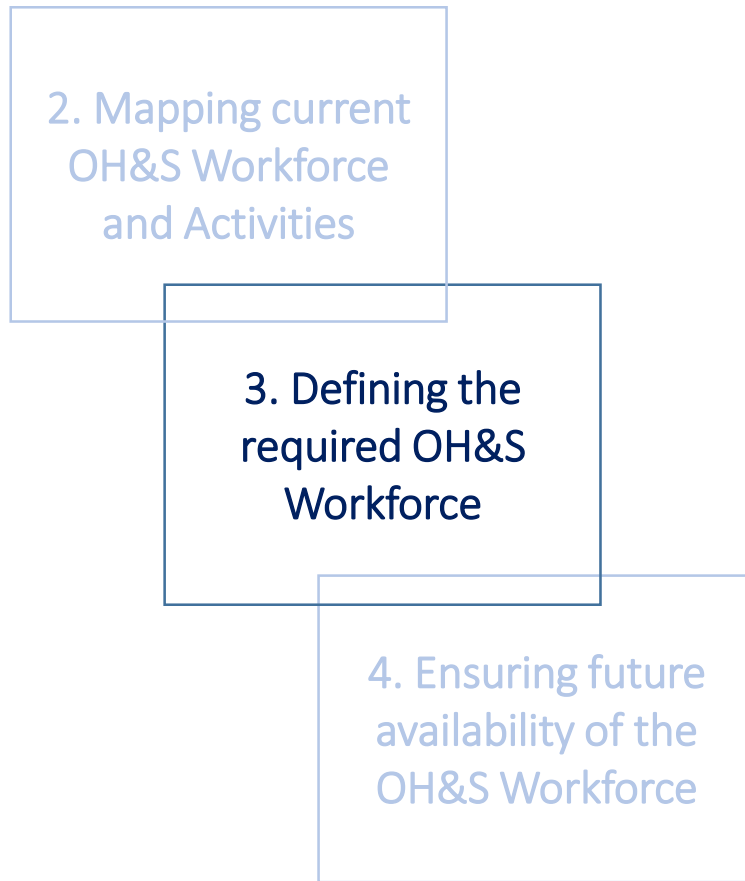 2. Mapping current
OH&S Workforce
and Activities
3. Defining the
required OH&S
Workforce
4. Ensuring future
availability of the
OH&S Workforce